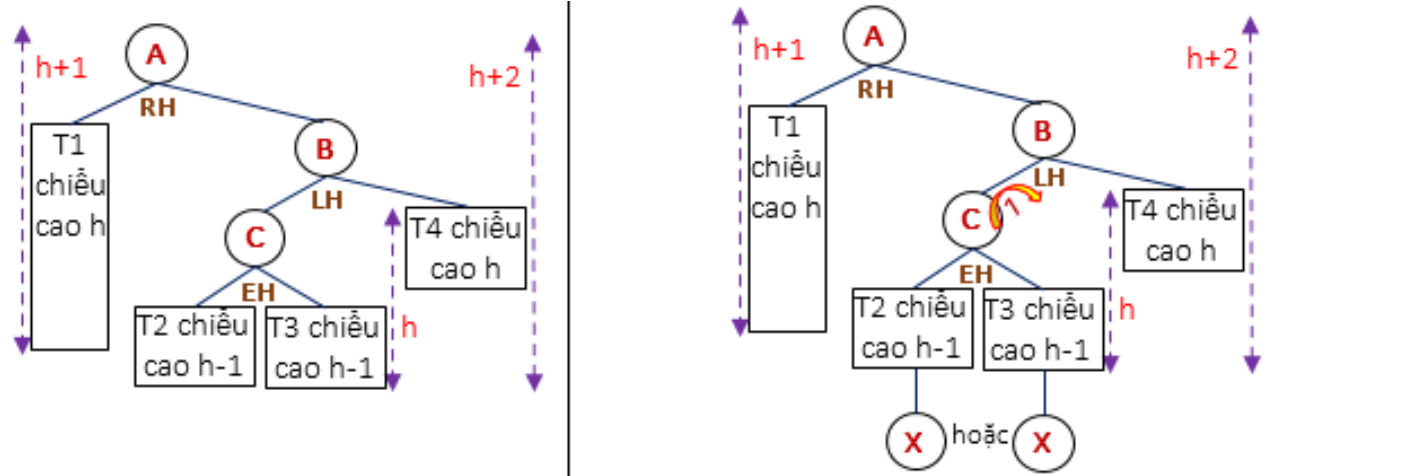 A
h+1
h+2
RH
T1
chiều
cao h
B
LH
C
T4 chiều
cao h
EH
T2 chiều
cao h-1
T3 chiều
cao h-1
h
A
h+1
h+2
RH
T1
chiều
cao h
B
LH
C
1
T4 chiều
cao h
EH
T2 chiều
cao h-1
T3 chiều
cao h-1
h
X
hoặc
X